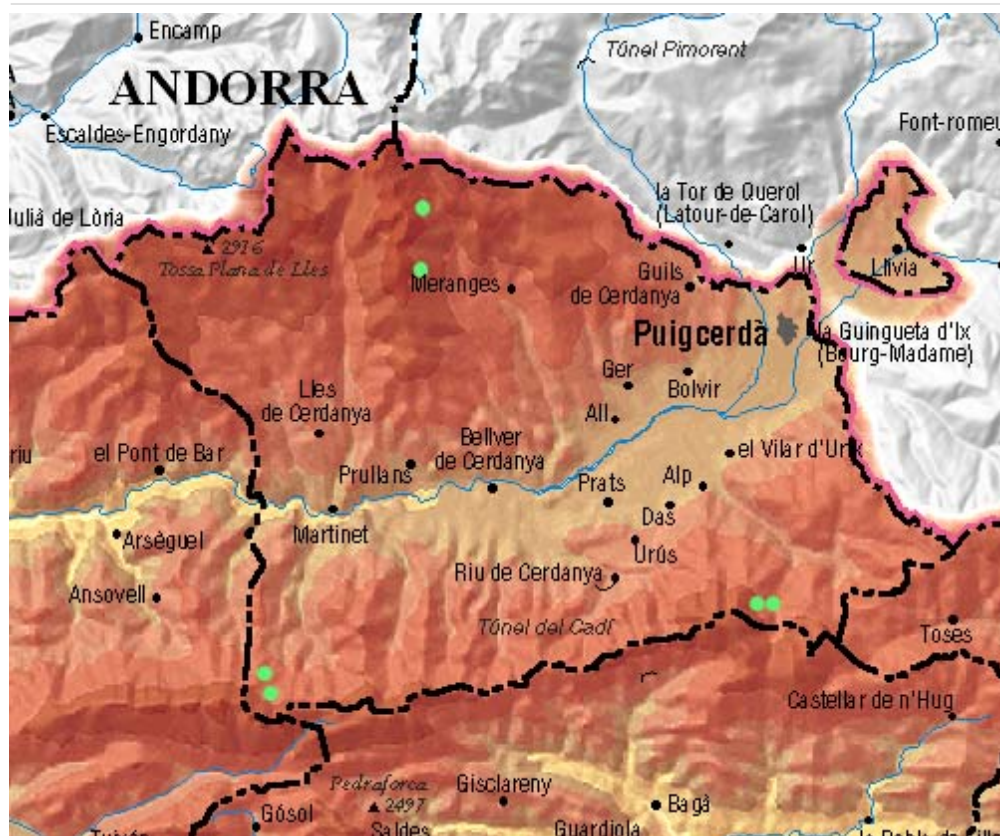 Encamp
Túnel Pimorent
ANDORRA
Escaldes-Engordany
Font-romeu
la Tor de Querol
(Latour-de-Carol)
Julià de Lòria
2916
Tossa Plana de Lles
Meranges
Guils
de Cerdanya
Ur
Llívia
Puigcerdà
la Guingueta d'Ix
(Bourg-Madame)
Ger
Bolvir
Lles
de Cerdanya
All
Bellver
de Cerdanya
riu
el Pont de Bar
Prullans
el Vilar d'Urtx
Prats
Alp
Das
Martinet
Arsèguel
Urús
Riu de Cerdanya
Ansovell
Túnel del Cadí
Toses
Castellar de n'Hug
Pedraforca
2497
Gisclareny
Bagà
Gósol
Saldes
Guardiola